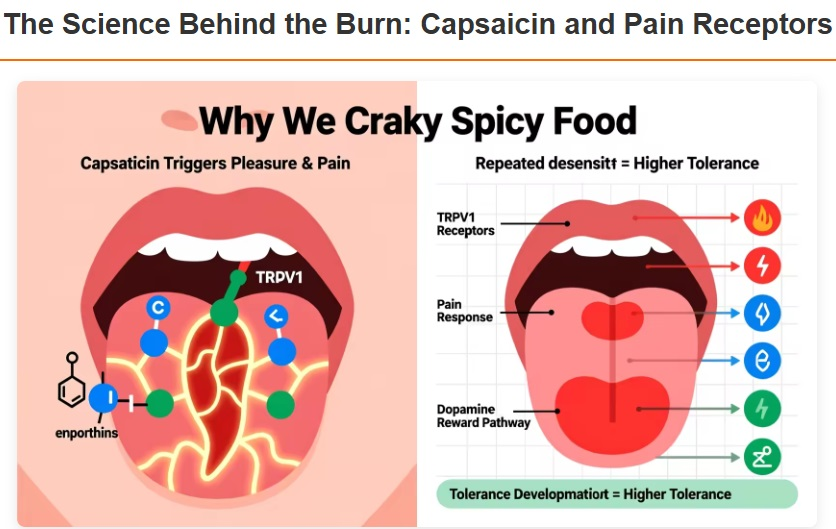 The Science Behind the Burn: Capsaicin and Pain Receptors
Why We Craky Spicy Food
Capsaticin Triggers Pleasure & Pain
TRPV1
C
enporthins
Repeated desensitt = Higher Tolerance
TRPV1
Receptors
Pain
Response
Dopamine
Reward Pathway
Tolerance Developmatiort = Higher Tolerance